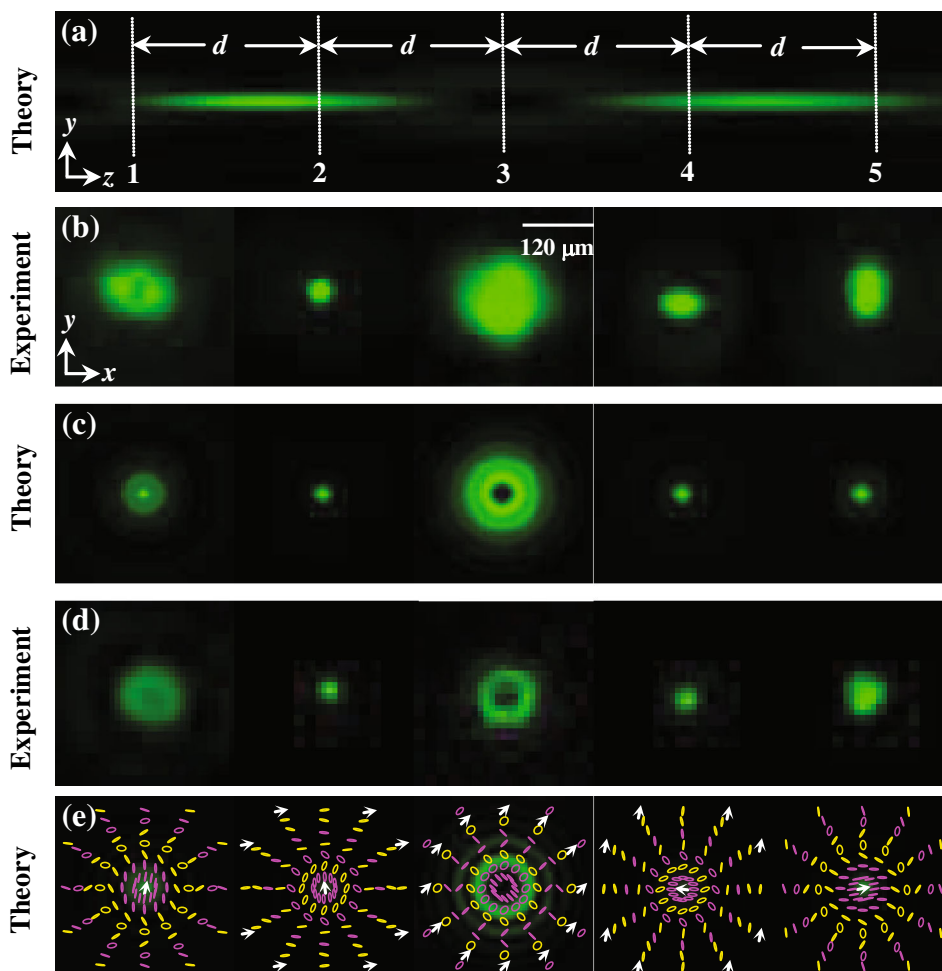 (a)
d d d d
Theory
y
z
1 2 3 4 5
(b)
120 μm
Experiment
y
x
(c)
Theory
(d)
Experiment
(e)
Theory